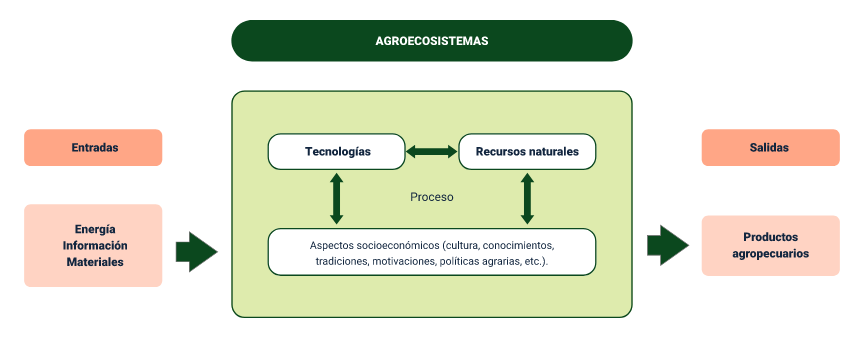 AGROECOSISTEMAS
Entradas
Tecnologías
Recursos naturales
Salidas
Proceso
Energía
Información
Materiales
Aspectos socioeconómicos (cultura, conocimientos,
tradiciones, motivaciones, políticas agrarias, etc.).
Productos
agropecuarios